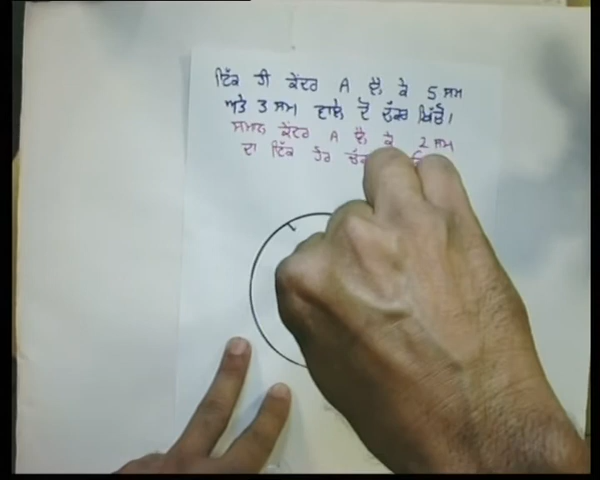 ਇੱਕ ਹੀ ਕੇਂਦਰ A ਲੈ ਕੇ 5 ਸਮ
ਅਤੇ 3 ਸਮ ਵਾਲੇ ਦੋ ਚੱਕਰ ਖਿੱਚੋ।
ਸਮਾਨ ਕੇਂਦਰ A ਲੈ ਕੇ 2 ਸਮ
ਦਾ ਇੱਕ ਹੋਰ